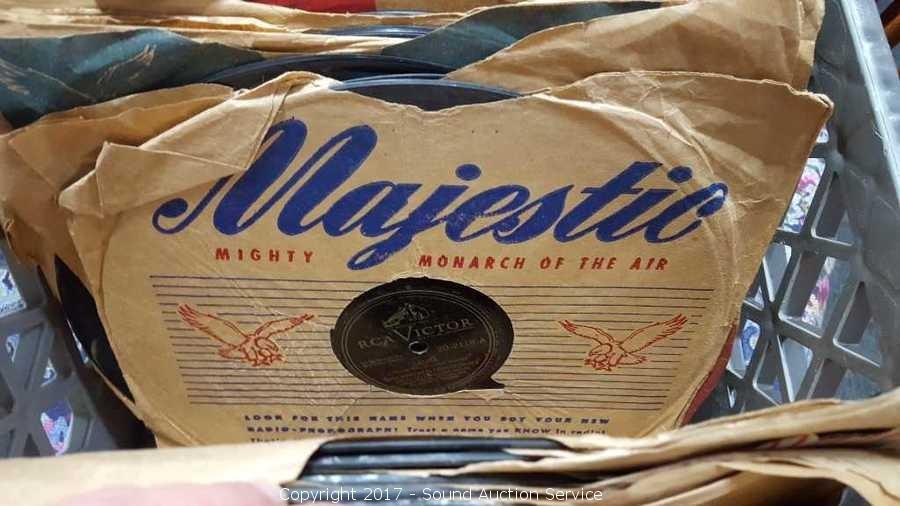 Majestic
MIGHTY MONARCH OF THE AIR
RCA VICTOR
LOOK FOR THIS NAME WHEN YOU BUY YOUR NEW
RADIO-PHONOGRAPH! Trust a name you KNOW in radio!
Copyright 2017 - Sound Auction Service